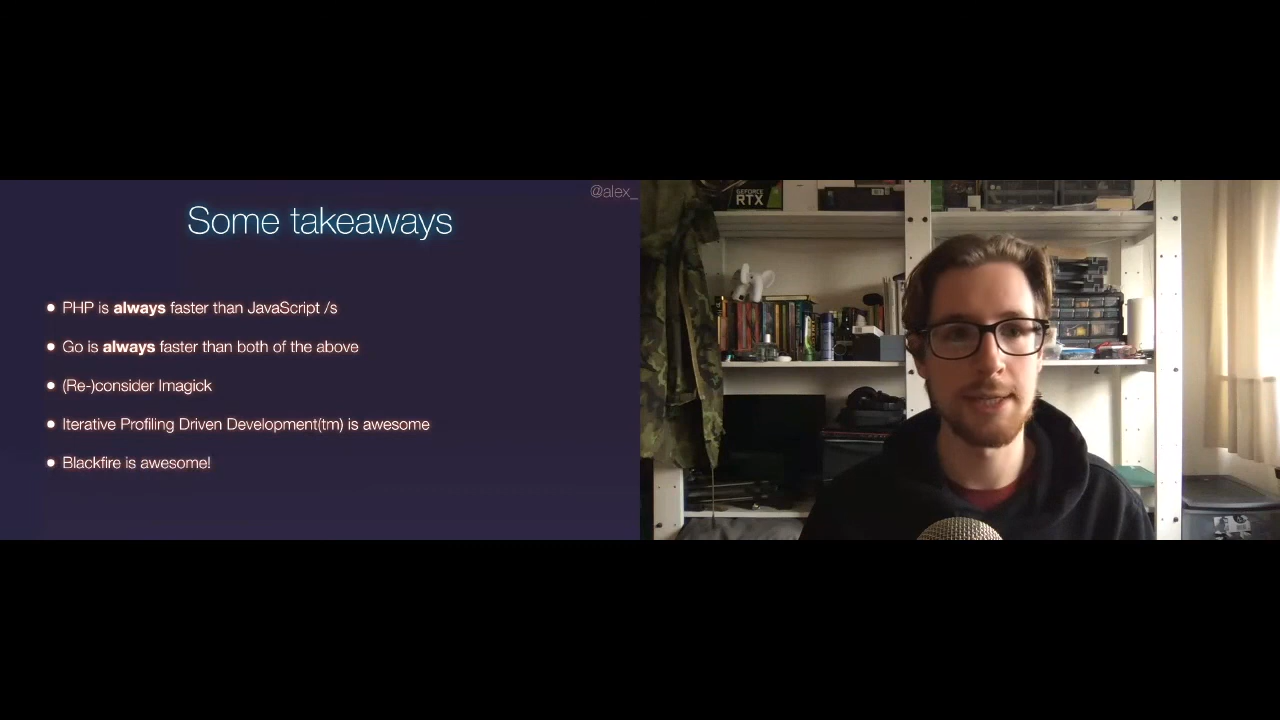 @alex_
Some takeaways
PHP is always faster than JavaScript /s
Go is always faster than both of the above
(Re-)consider Imagick
Iterative Profiling Driven Development(tm) is awesome
Blackfire is awesome!
GEFORCE
RTX